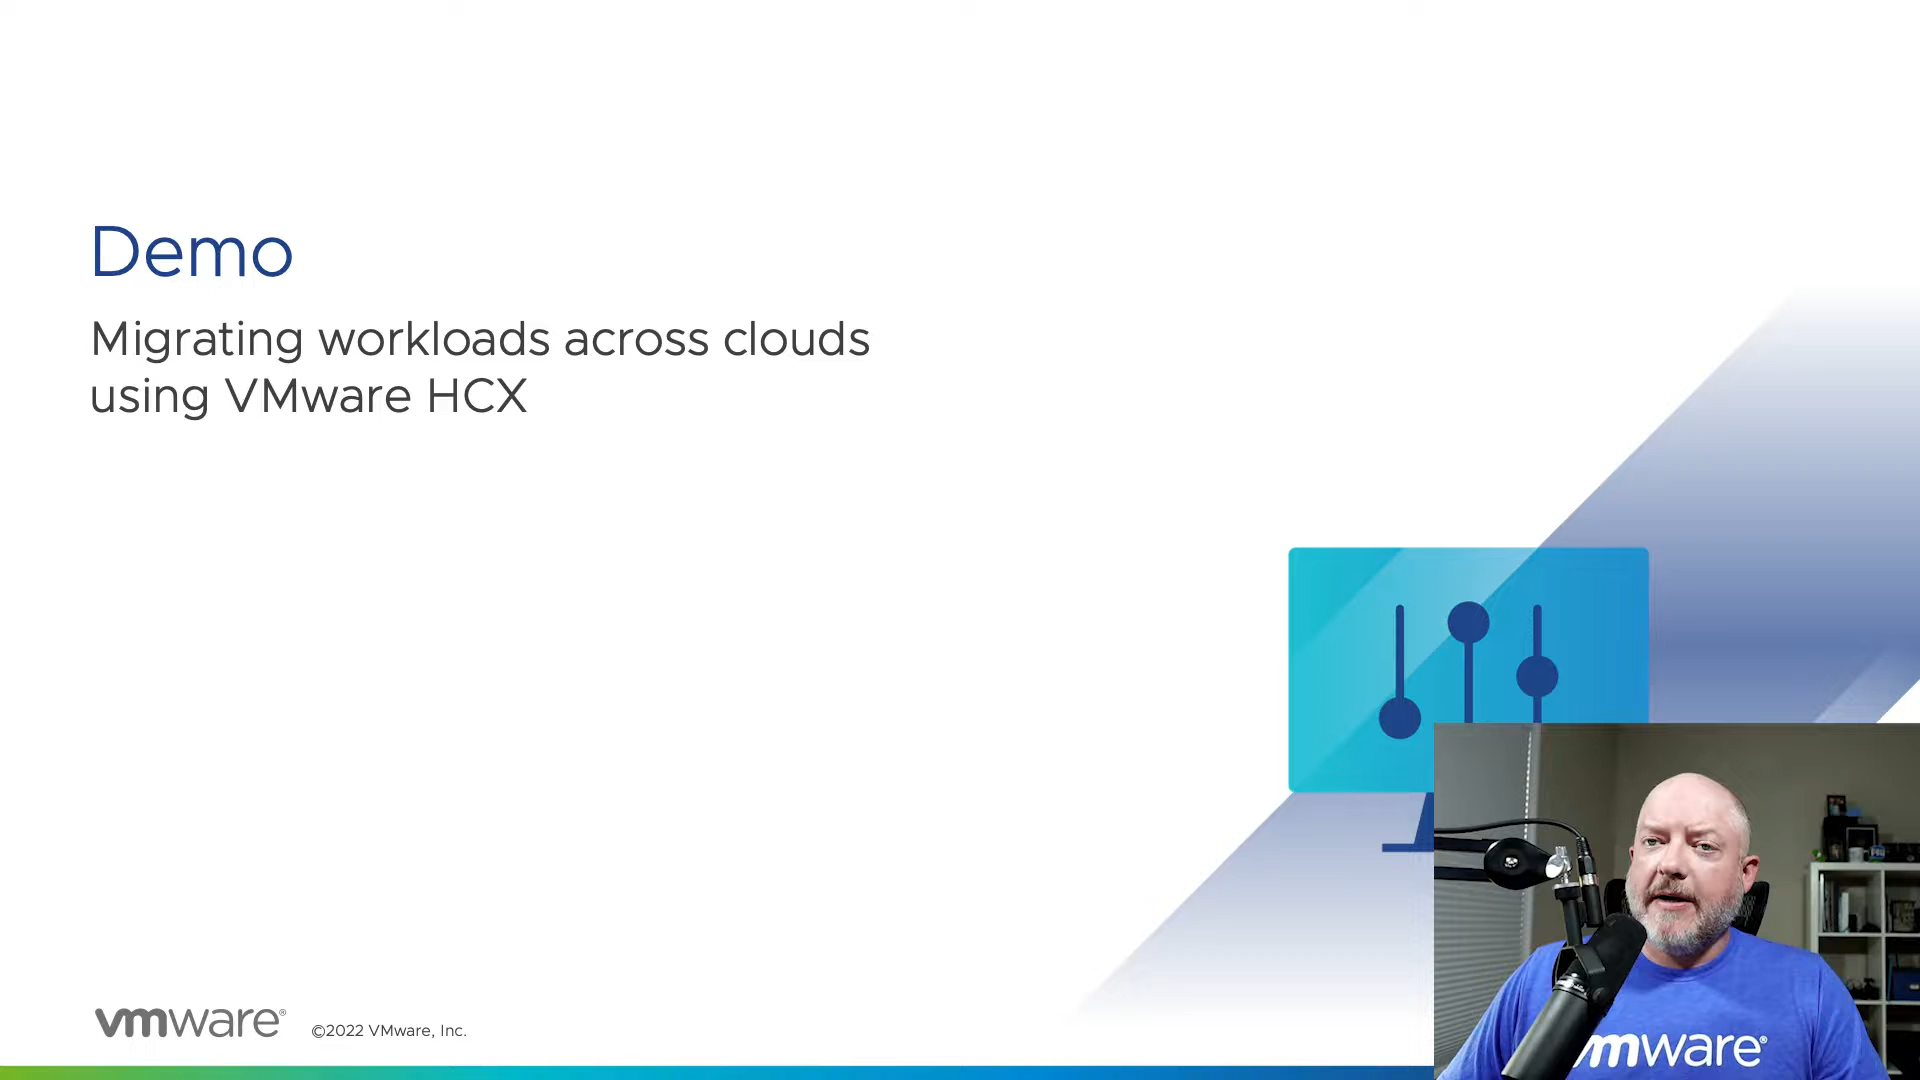 Demo
Migrating workloads across clouds
using VMware HCX
vmware®
©2022 VMware, Inc.
vmware®